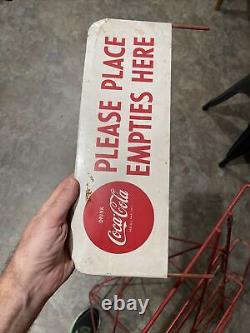 PLEASE PLACE
EMPTIES HERE
DRINK
Coca-Cola